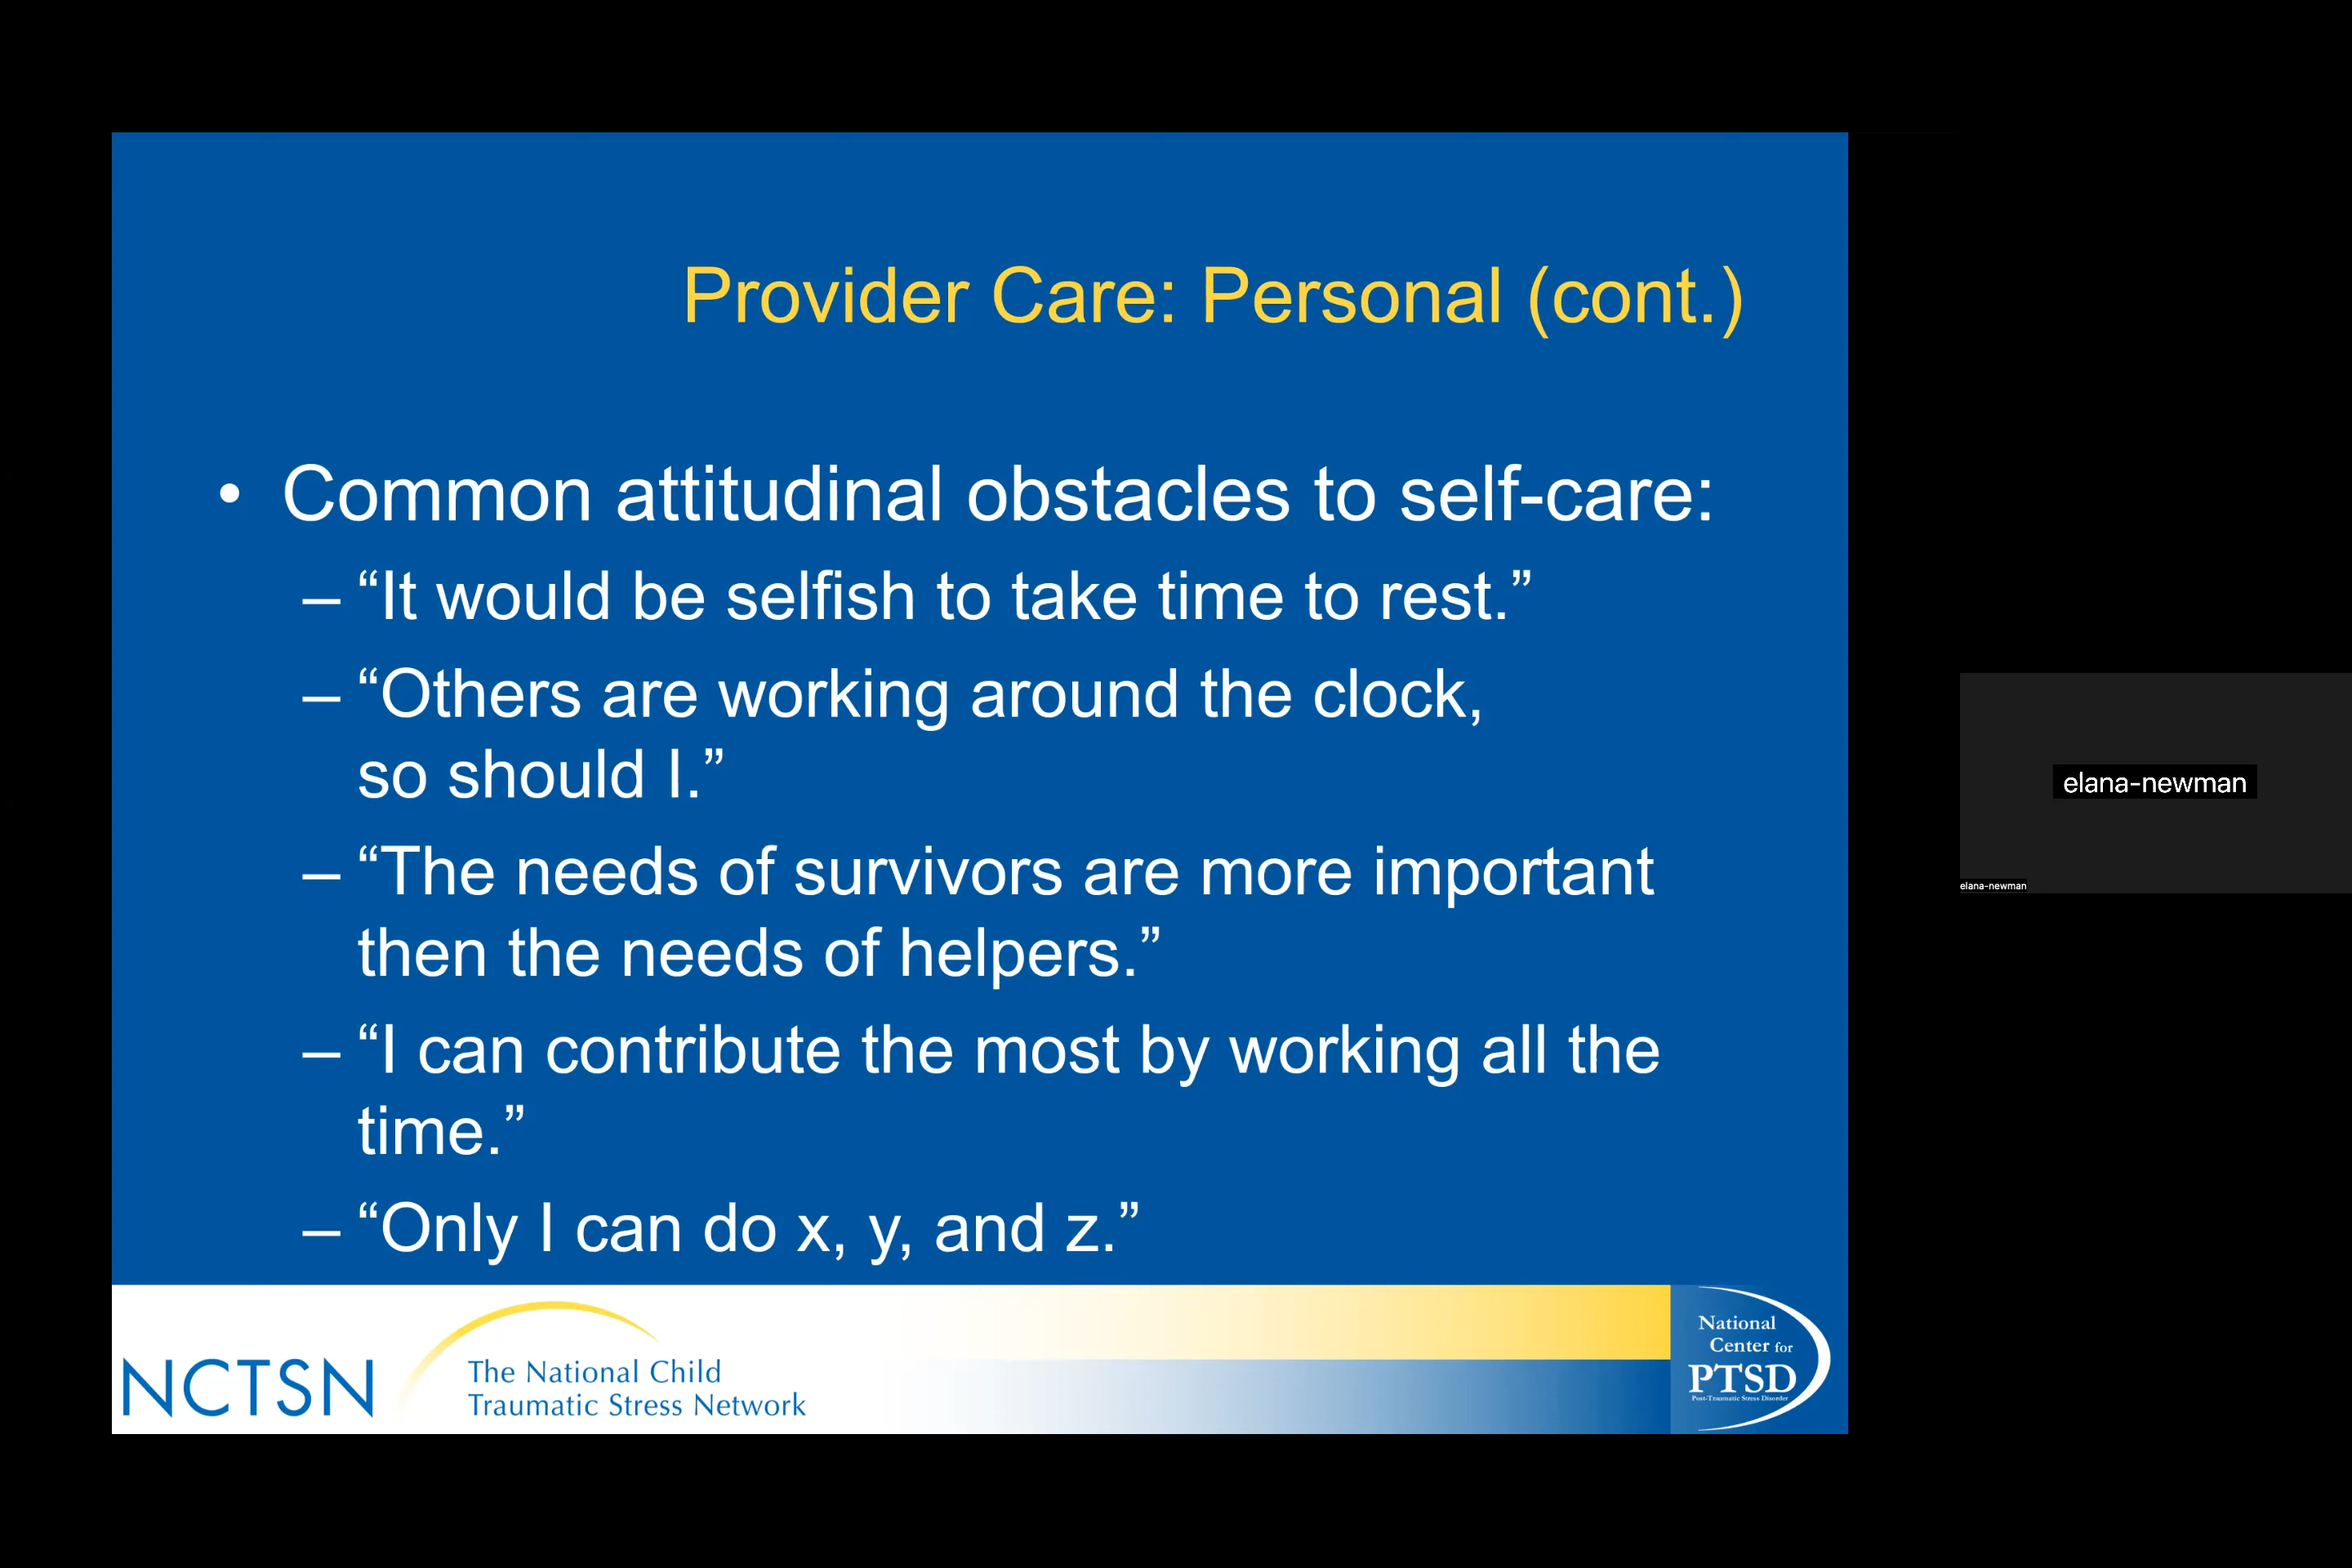 Provider Care: Personal (cont.)
• Common attitudinal obstacles to self-care:
– “It would be selfish to take time to rest.”
– “Others are working around the clock,
so should I.”
– “The needs of survivors are more important
then the needs of helpers.”
– “I can contribute the most by working all the
time.”
– “Only I can do x, y, and z.”
NCTSN
The National Child
Traumatic Stress Network
National
Center for
PTSD
Post-Traumatic Stress Disorder
elana-newman
elana-newman